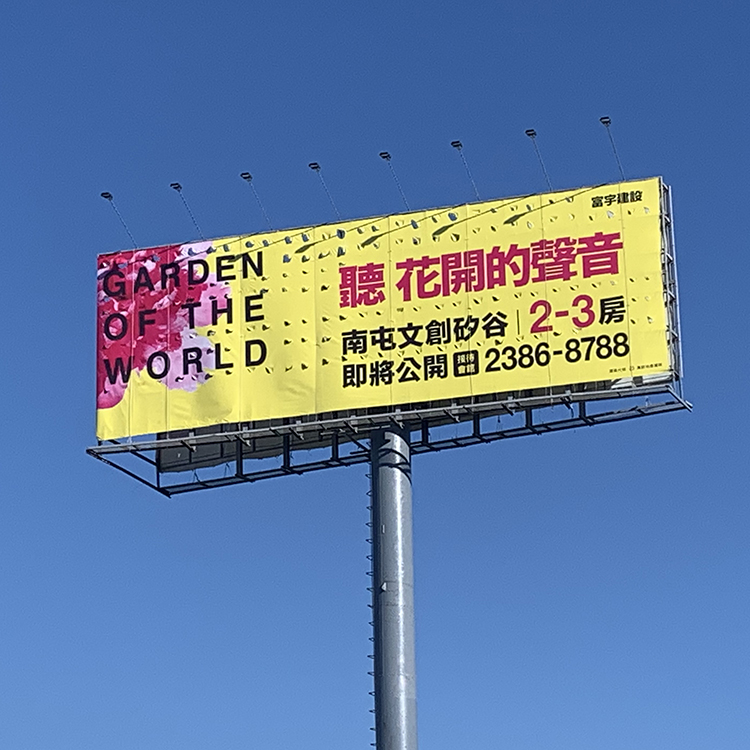 富宇建設
GARDEN
OF THE
WORLD
聽 花開的聲音
南屯文創矽谷｜2-3房
即將公開 接待會館 2386-8788